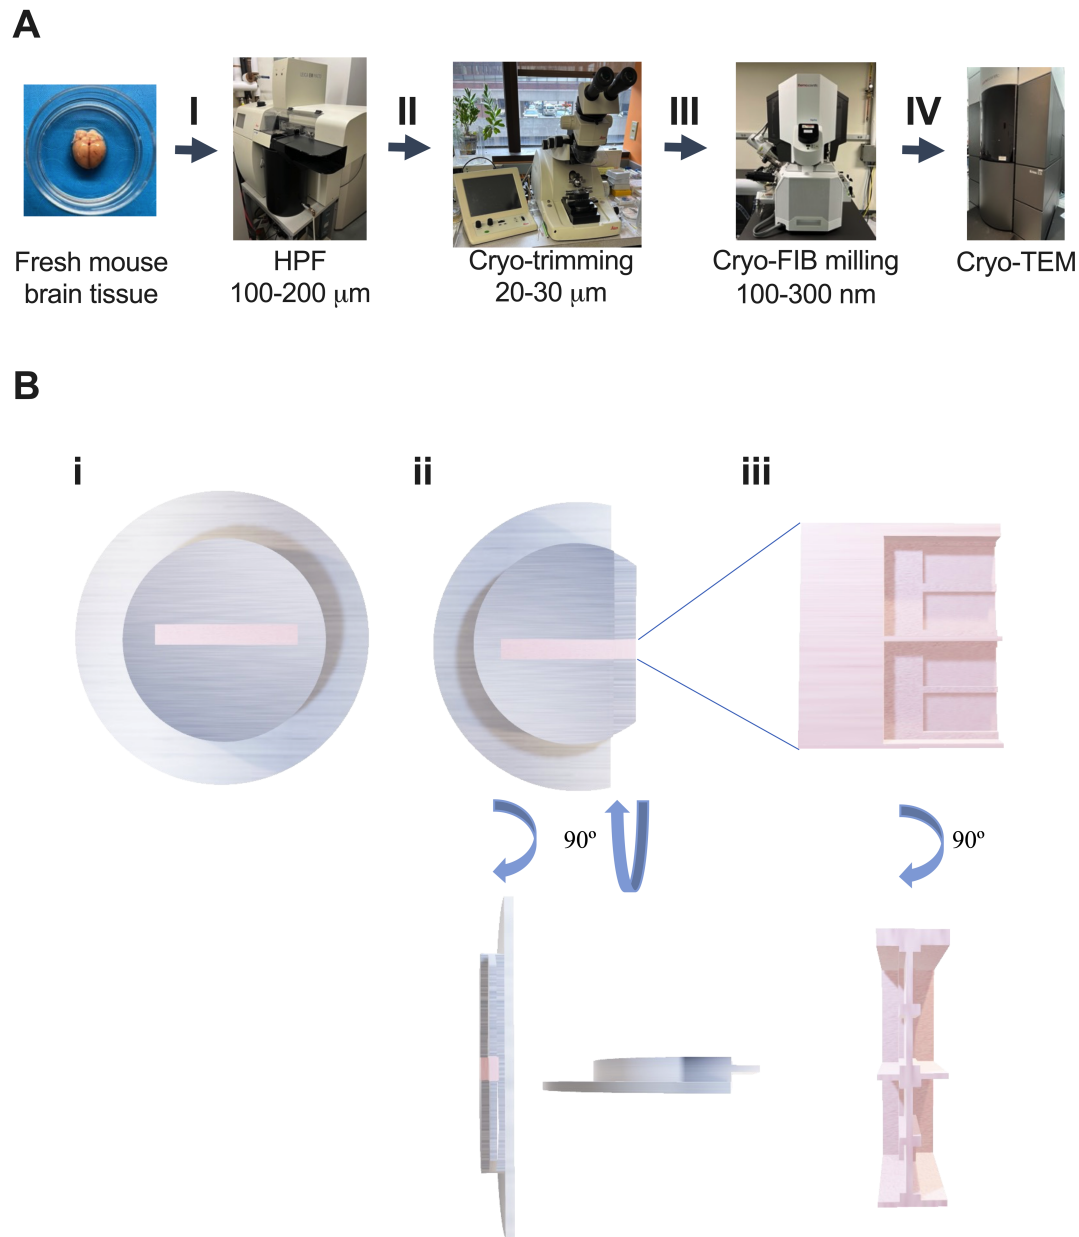 A
I
II
III
IV
Fresh mouse
brain tissue
HPF
100-200 μm
Cryo-trimming
20-30 μm
Cryo-FIB milling
100-300 nm
Cryo-TEM
B
i
ii
iii
90º
90º